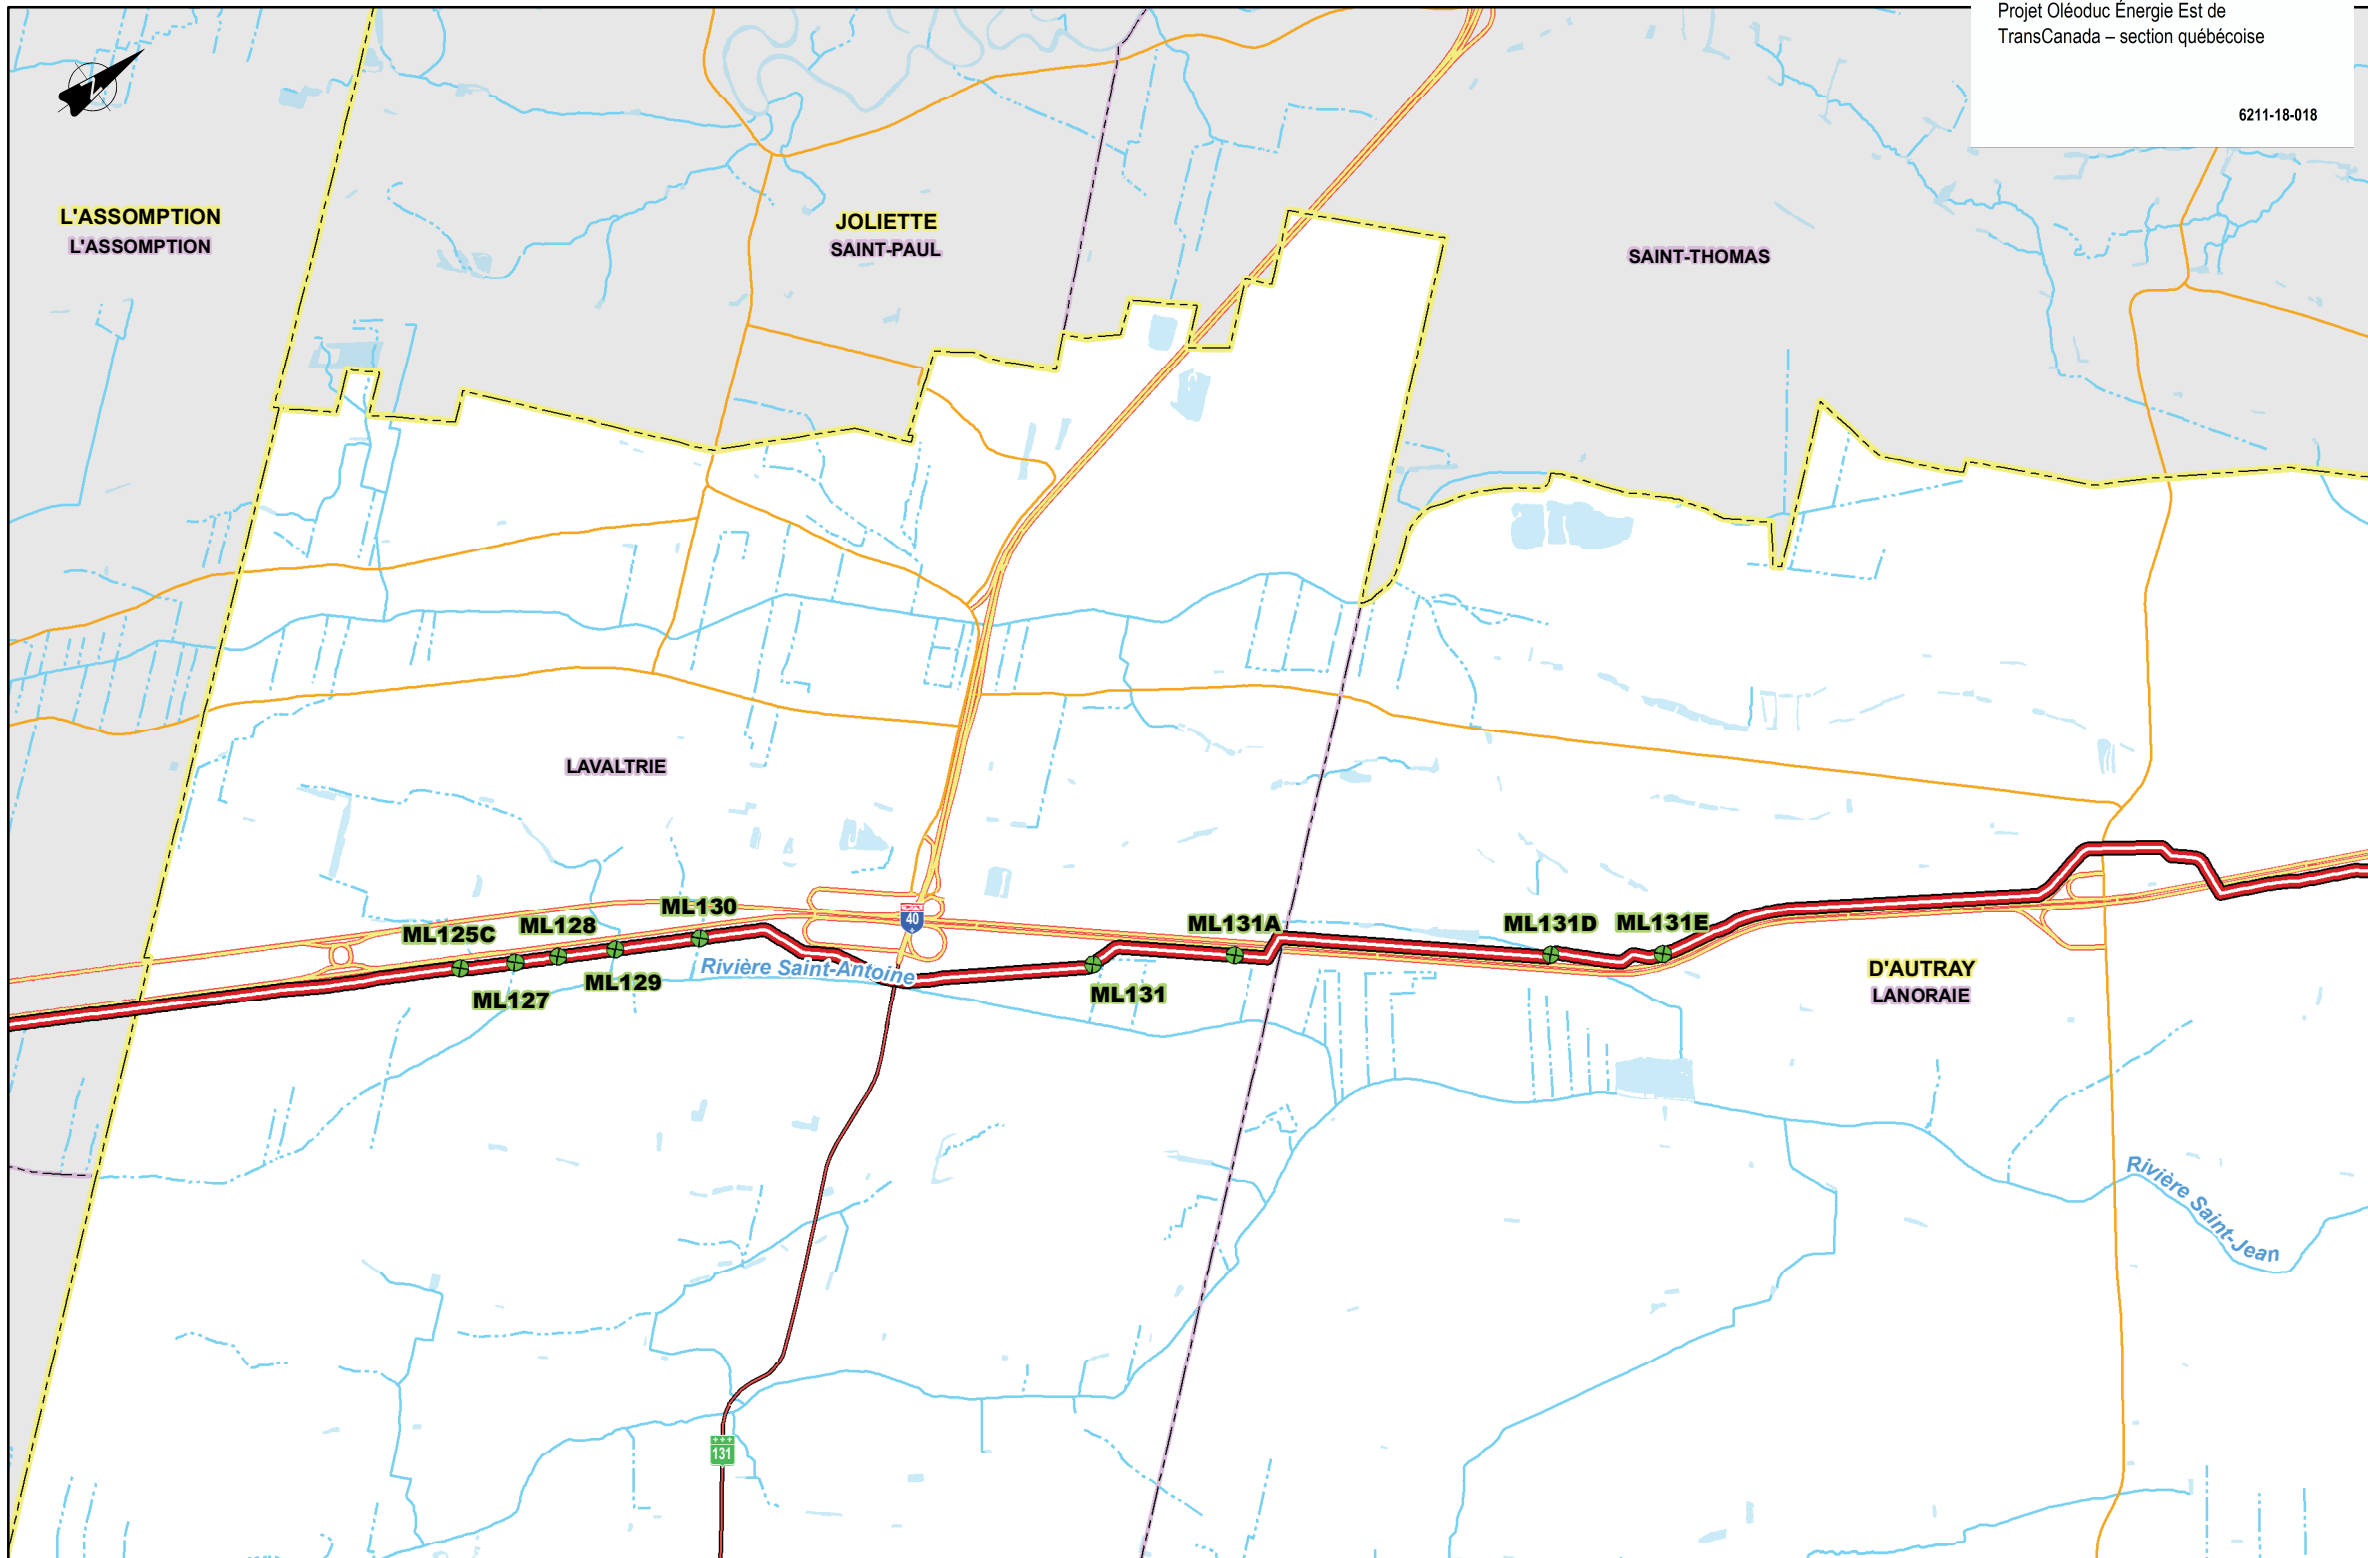 Projet Oléoduc Énergie Est de
TransCanada – section québécoise
6211-18-018
N
L'ASSOMPTION
L'ASSOMPTION
JOLIETTE
SAINT-PAUL
SAINT-THOMAS
LAVALTRIE
ML125C
ML128
ML130
40
ML131A
ML131D
ML131E
ML127
ML129
Rivière Saint-Antoine
ML131
D'AUTRAY
LANORAIE
Rivière Saint-Jean
131